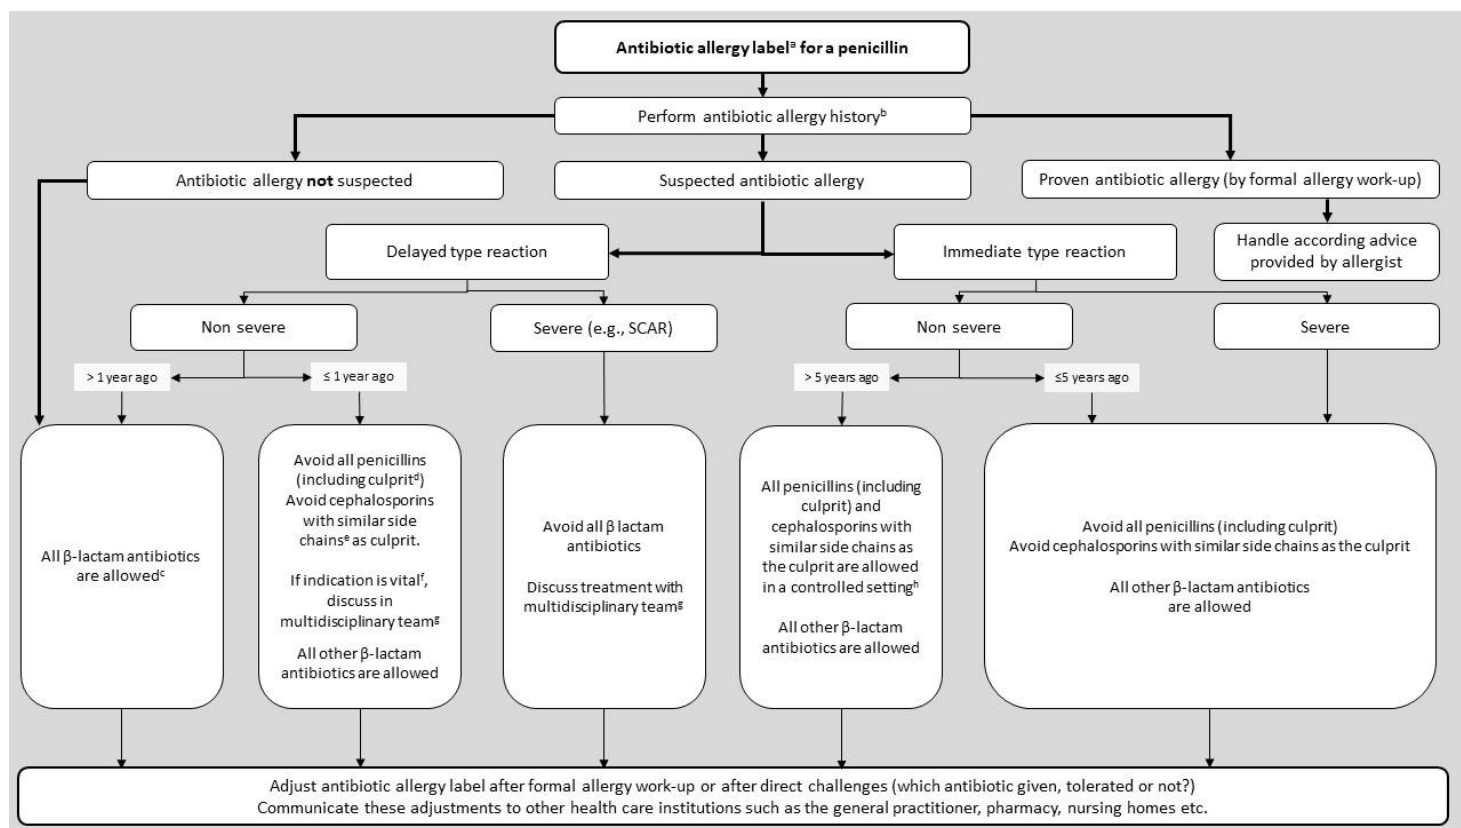 Antibiotic allergy labelᵃ for a penicillin
Perform antibiotic allergy historyᵇ
Antibiotic allergy not suspected
Suspected antibiotic allergy
Proven antibiotic allergy (by formal allergy work-up)
Handle according advice
provided by allergist
Delayed type reaction
Immediate type reaction
Non severe
Severe (e.g., SCAR)
Non severe
Severe
> 1 year ago
≤ 1 year ago
> 5 years ago
≤5 years ago
All β-lactam antibiotics
are allowedᶜ
Avoid all penicillins
(including culpritᵈ)
Avoid cephalosporins
with similar side
chainsᵉ as culprit.
If indication is vitalᶠ,
discuss in
multidisciplinary teamᵍ
All other β-lactam
antibiotics are allowed
Avoid all β lactam
antibiotics
Discuss treatment with
multidisciplinary teamᵍ
All penicillins (including
culprit) and
cephalosporins with
similar side chains as
the culprit are allowed
in a controlled settingʰ
All other β-lactam
antibiotics are allowed
Avoid all penicillins (including culprit)
Avoid cephalosporins with similar side chains as the culprit
All other β-lactam antibiotics
are allowed
Adjust antibiotic allergy label after formal allergy work-up or after direct challenges (which antibiotic given, tolerated or not?)
Communicate these adjustments to other health care institutions such as the general practitioner, pharmacy, nursing homes etc.